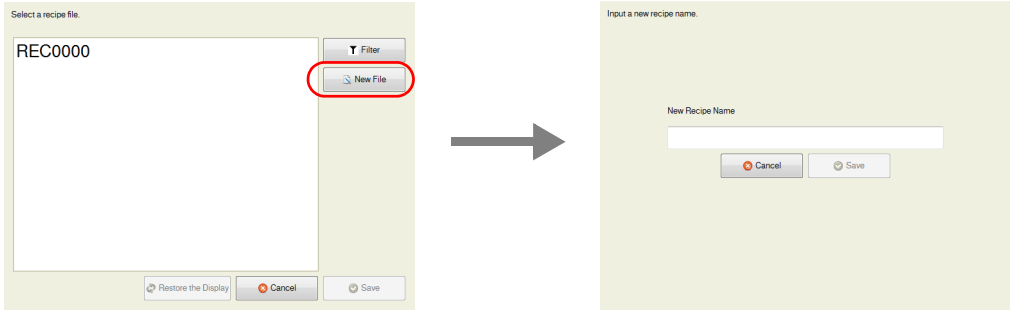 Select a recipe file.
REC0000
Filter
New File
Restore the Display
Cancel
Save
Input a new recipe name.
New Recipe Name
Cancel
Save